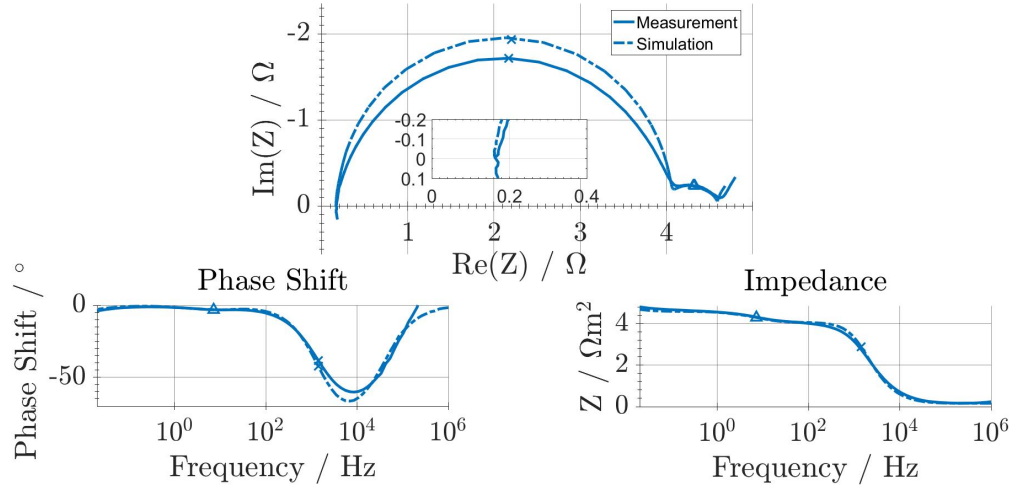 -2
-1
0
Im(Z) / Ω
Measurement
Simulation
-0.2
-0.1
0
0.1
0
0.2
0.4
1
2
3
4
Re(Z) / Ω
Phase Shift
Phase Shift / °
0
-50
10^0
10^2
10^4
10^6
Frequency / Hz
Impedance
Z / Ωm²
4
2
0
10^0
10^2
10^4
10^6
Frequency / Hz